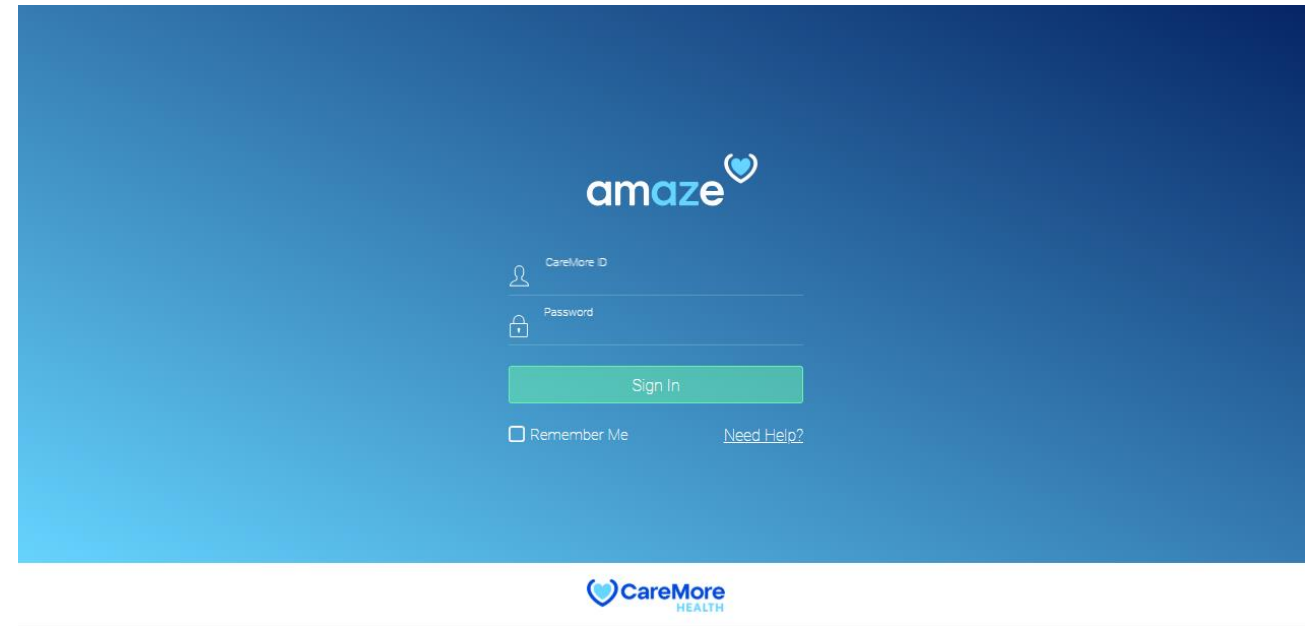 amaze
CareMore ID
Password
Sign In
Remember Me Need Help?
CareMore
HEALTH